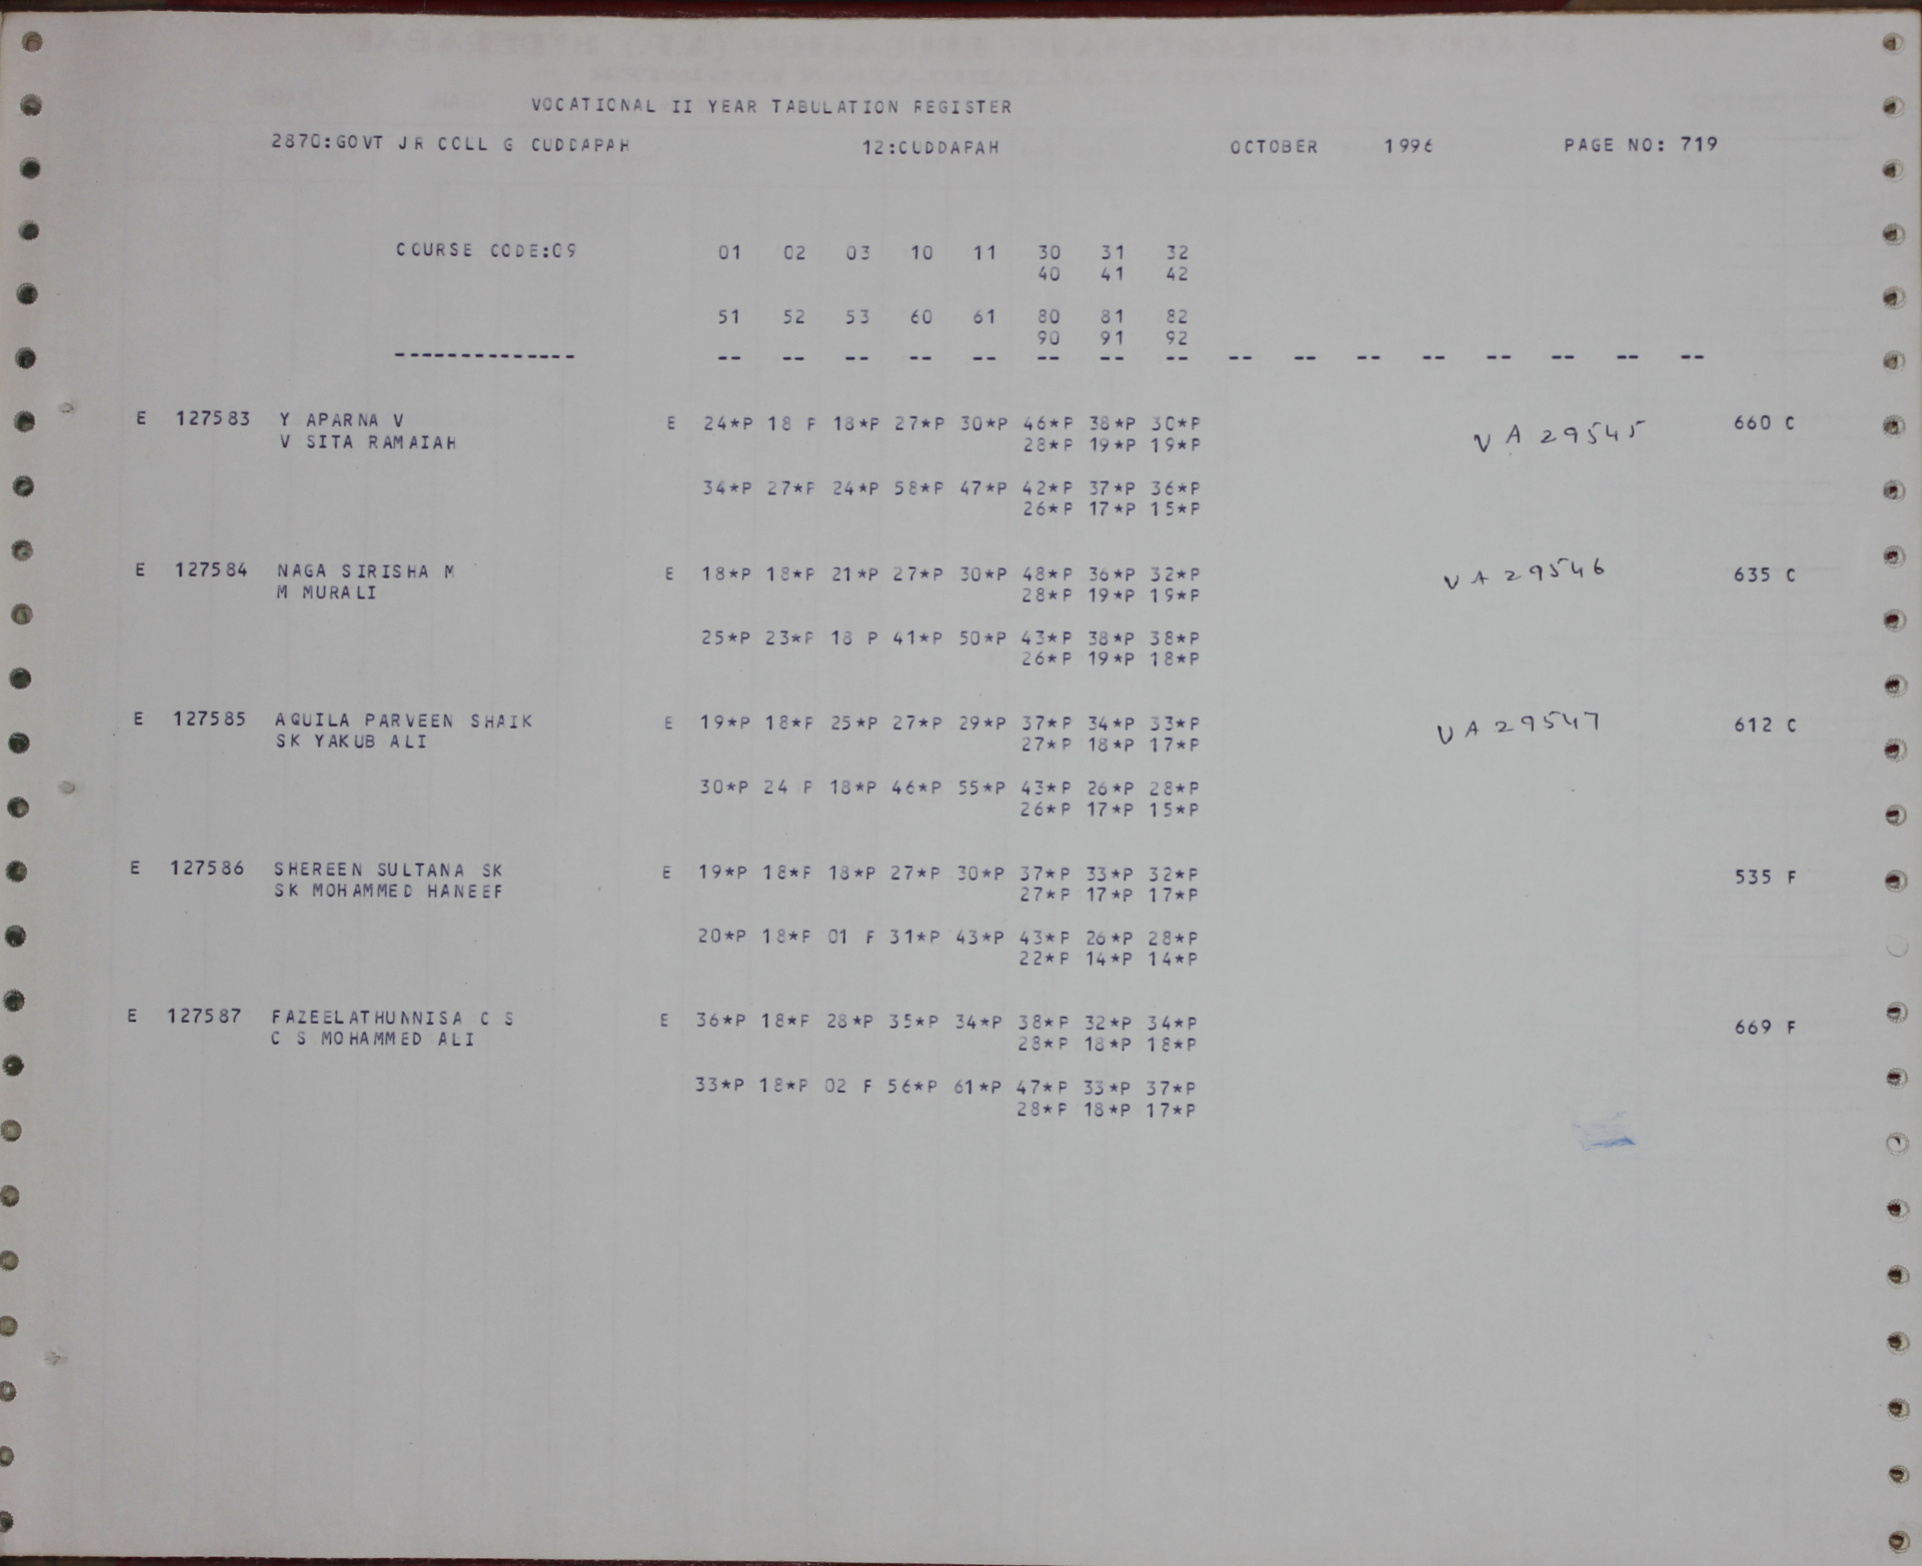 VOCATIONAL II YEAR TABULATION REGISTER
2870:GOVT JR COLL G CUDDAPAH 12:CUDDAPAH OCTOBER 1996 PAGE NO: 719
COURSE CODE:09 01 02 03 10 11 30 31 32
40 41 42
51 52 53 60 61 80 81 82
90 91 92
-------------- -- -- -- -- -- -- -- -- -- -- -- -- -- -- -- --
E 127583 Y APARNA V E 24*P 18 P 18*P 27*P 30*P 46*P 38*P 30*P VA29545 660 C
V SITA RAMAIAH 28*P 19*P 19*P
34*P 27*P 24*P 58*P 47*P 42*P 37*P 36*P
26*P 17*P 15*P
E 127584 NAGA SIRISHA M E 18*P 18*P 21*P 27*P 30*P 48*P 36*P 32*P VA29546 635 C
M MURALI 28*P 19*P 19*P
25*P 23*P 18 P 41*P 50*P 43*P 38*P 38*P
26*P 19*P 18*P
E 127585 AQUILA PARVEEN SHAIK E 19*P 18*P 25*P 27*P 29*P 37*P 34*P 33*P VA29547 612 C
SK YAKUB ALI 27*P 18*P 17*P
30*P 24 P 18*P 46*P 55*P 43*P 26*P 28*P
26*P 17*P 15*P
E 127586 SHEREEN SULTANA SK E 19*P 18*P 18*P 27*P 30*P 37*P 33*P 32*P 535 F
SK MOHAMMED HANEEF 27*P 17*P 17*P
20*P 18*P 01 F 31*P 43*P 43*P 26*P 28*P
22*P 14*P 14*P
E 127587 FAZEELATHUNNISA C S E 36*P 18*P 28*P 35*P 34*P 38*P 32*P 34*P 669 F
C S MOHAMMED ALI 28*P 18*P 18*P
33*P 18*P 02 F 56*P 61*P 47*P 33*P 37*P
28*P 18*P 17*P